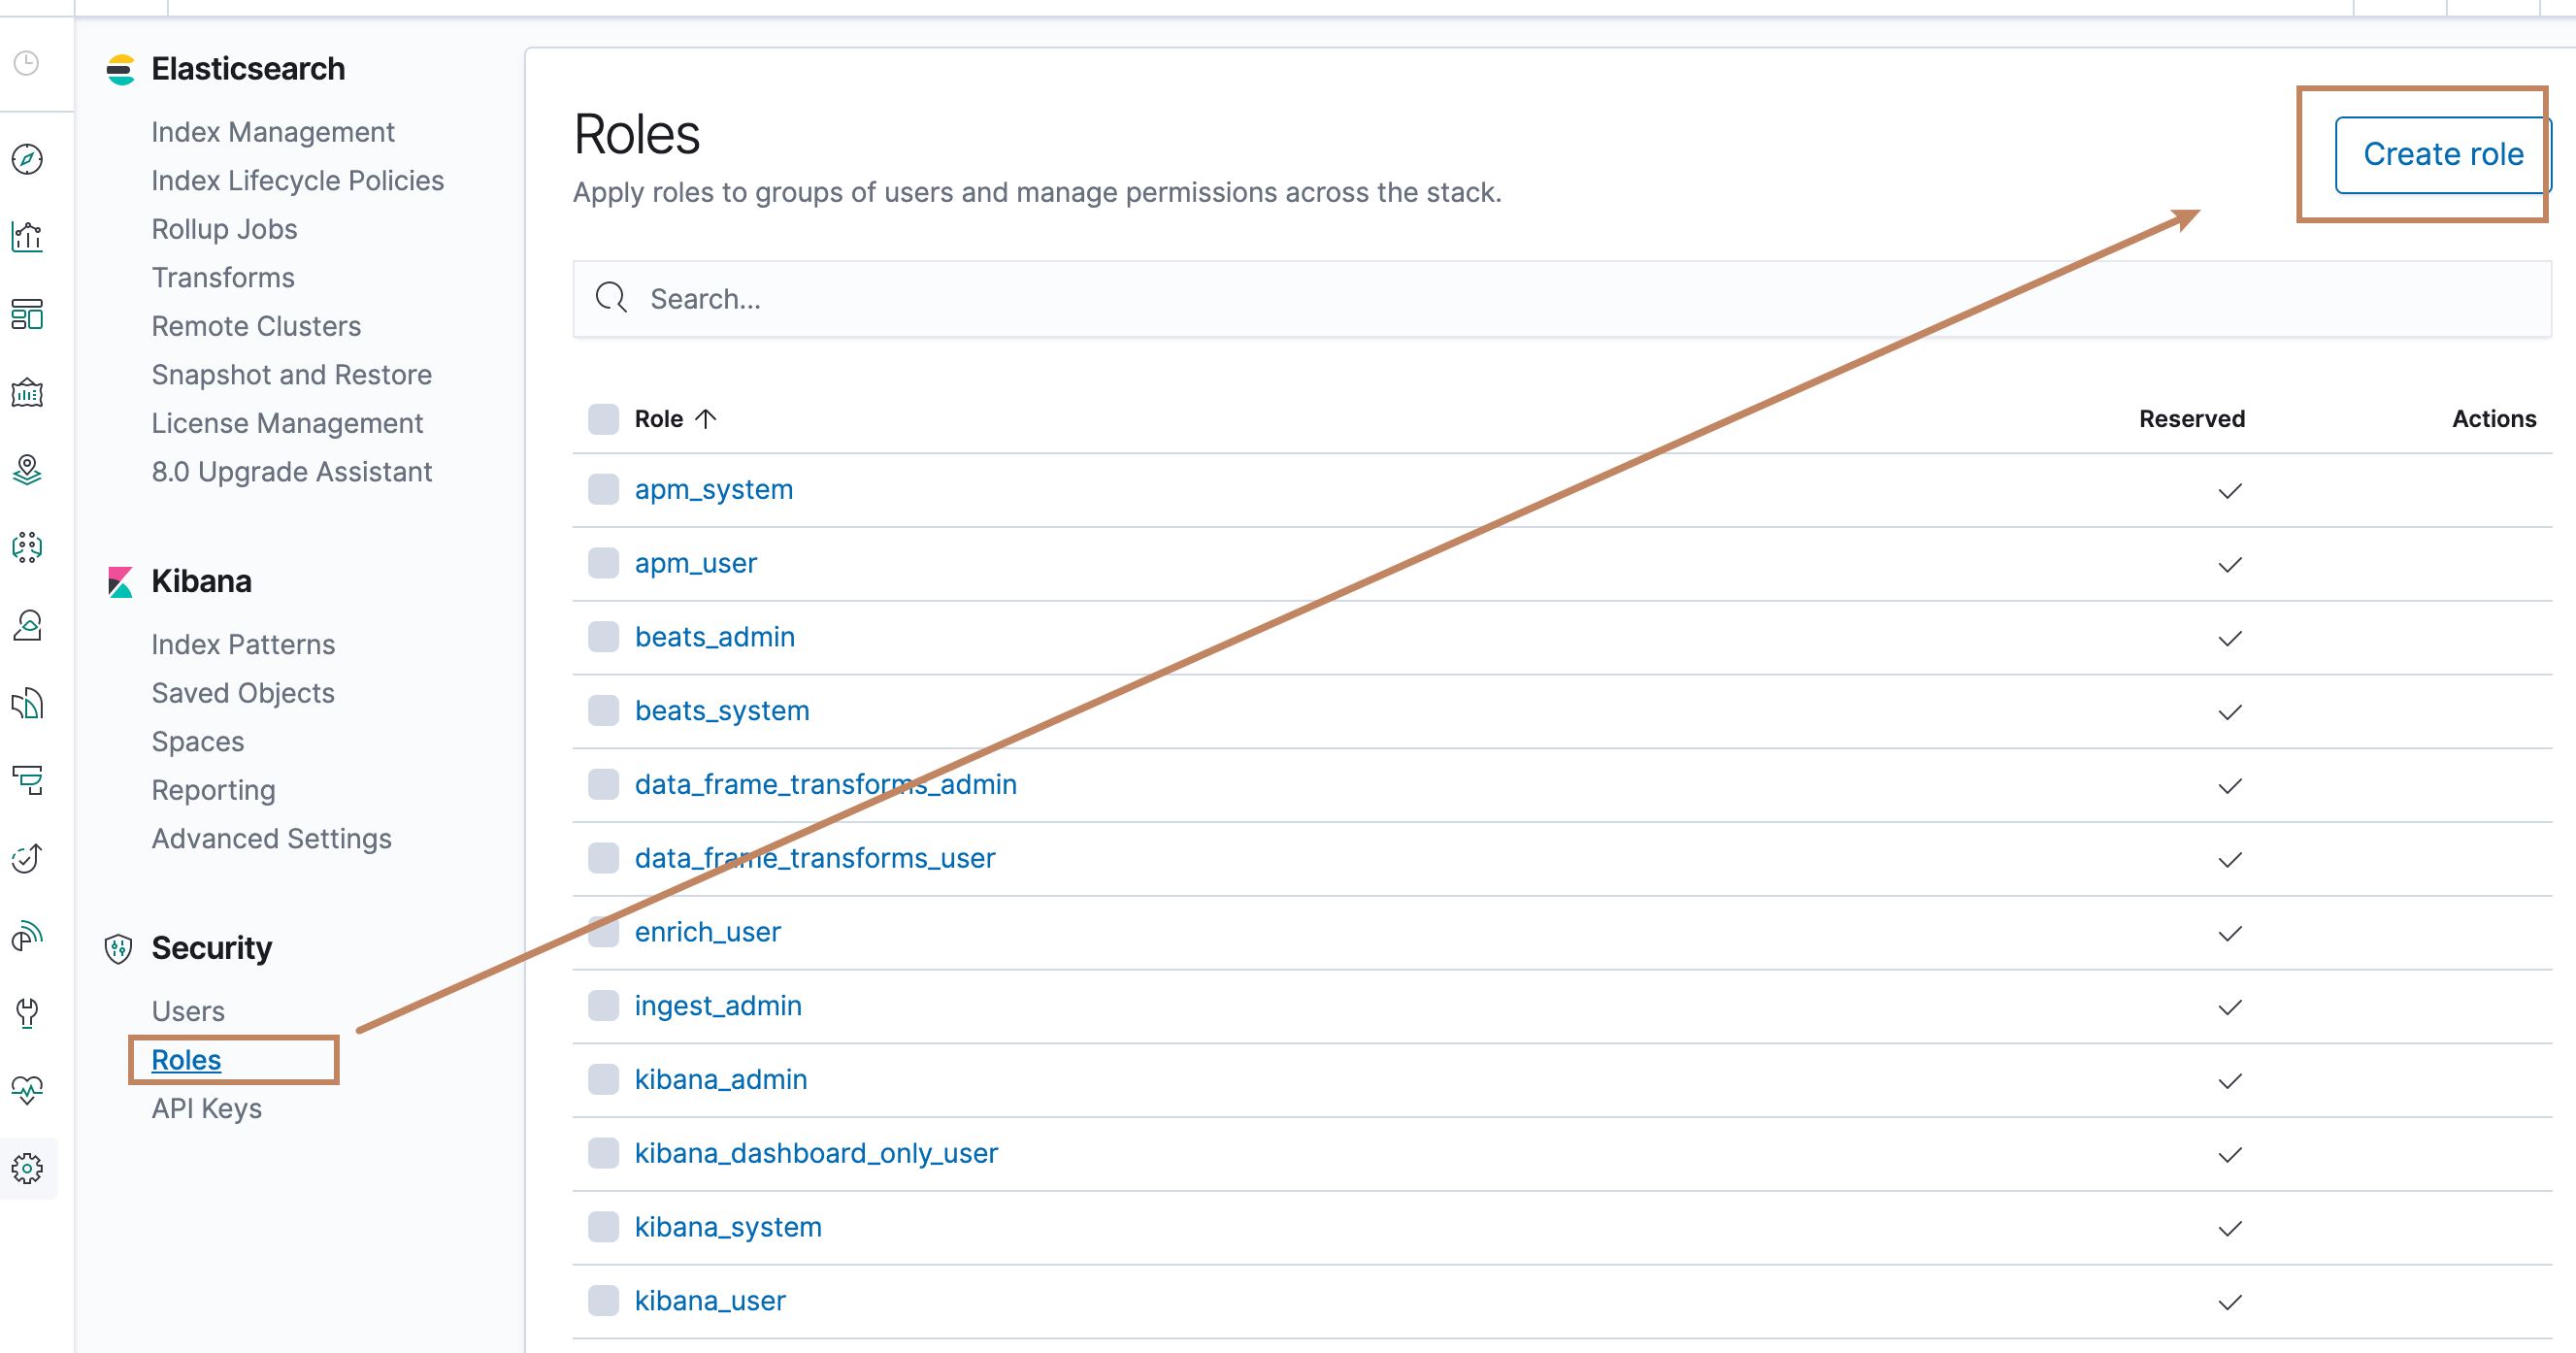 Elasticsearch
Index Management
Index Lifecycle Policies
Rollup Jobs
Transforms
Remote Clusters
Snapshot and Restore
License Management
8.0 Upgrade Assistant
Kibana
Index Patterns
Saved Objects
Spaces
Reporting
Advanced Settings
Security
Users
Roles
API Keys
Roles
Create role
Apply roles to groups of users and manage permissions across the stack.
Search...
Role Reserved Actions
apm_system
apm_user
beats_admin
beats_system
data_frame_transforms_admin
data_frame_transforms_user
enrich_user
ingest_admin
kibana_admin
kibana_dashboard_only_user
kibana_system
kibana_user